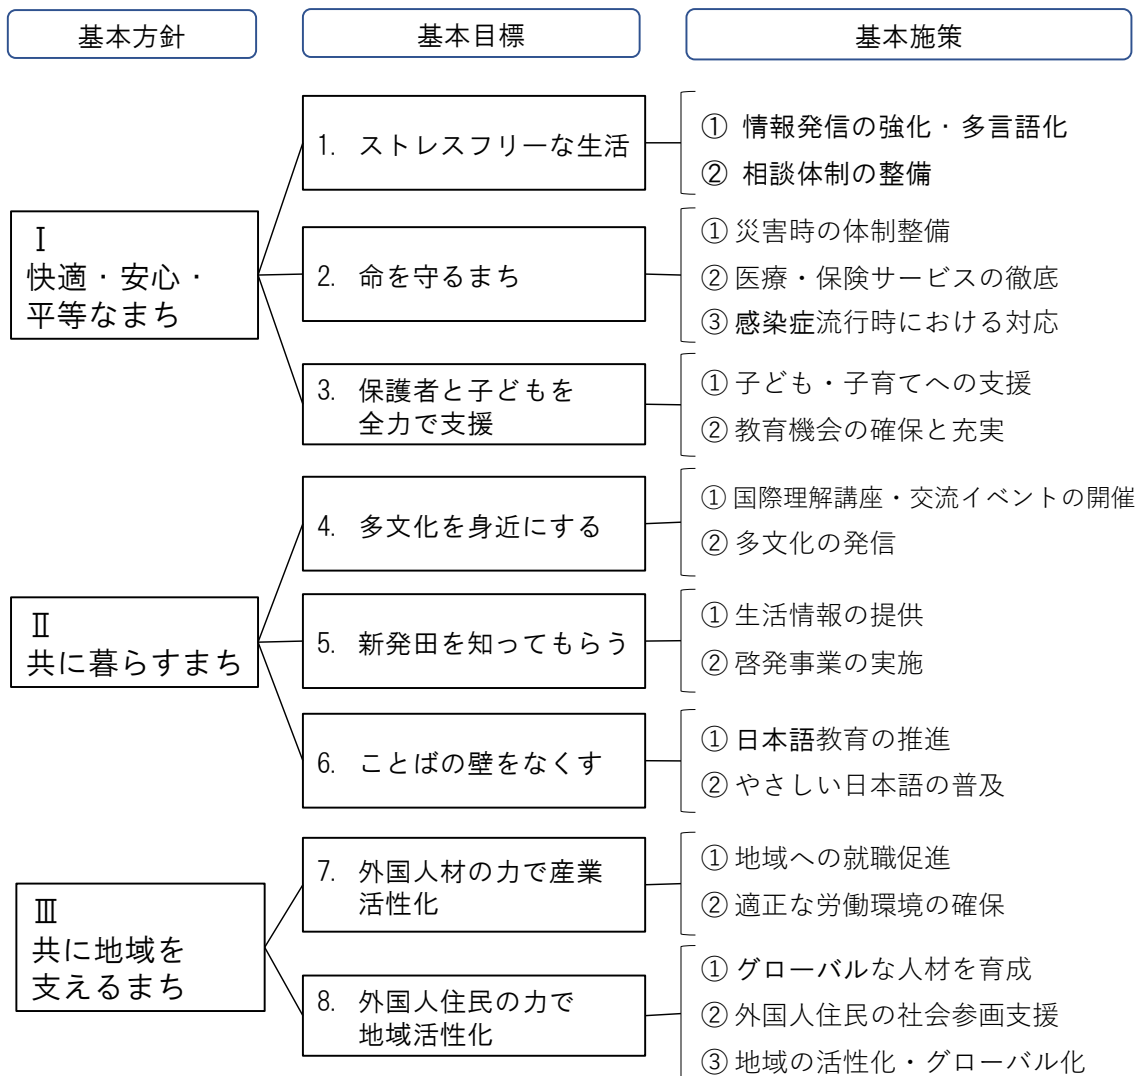 基本方針
基本目標
基本施策
Ⅰ
快適・安心・
平等なまち
1. ストレスフリーな生活
① 情報発信の強化・多言語化
② 相談体制の整備
2. 命を守るまち
① 災害時の体制整備
② 医療・保険サービスの徹底
③ 感染症流行時における対応
3. 保護者と子どもを
全力で支援
① 子ども・子育てへの支援
② 教育機会の確保と充実
Ⅱ
共に暮らすまち
4. 多文化を身近にする
① 国際理解講座・交流イベントの開催
② 多文化の発信
5. 新発田を知ってもらう
① 生活情報の提供
② 啓発事業の実施
6. ことばの壁をなくす
① 日本語教育の推進
② やさしい日本語の普及
Ⅲ
共に地域を
支えるまち
7. 外国人材の力で産業
活性化
① 地域への就職促進
② 適正な労働環境の確保
8. 外国人住民の力で
地域活性化
① グローバルな人材を育成
② 外国人住民の社会参画支援
③ 地域の活性化・グローバル化